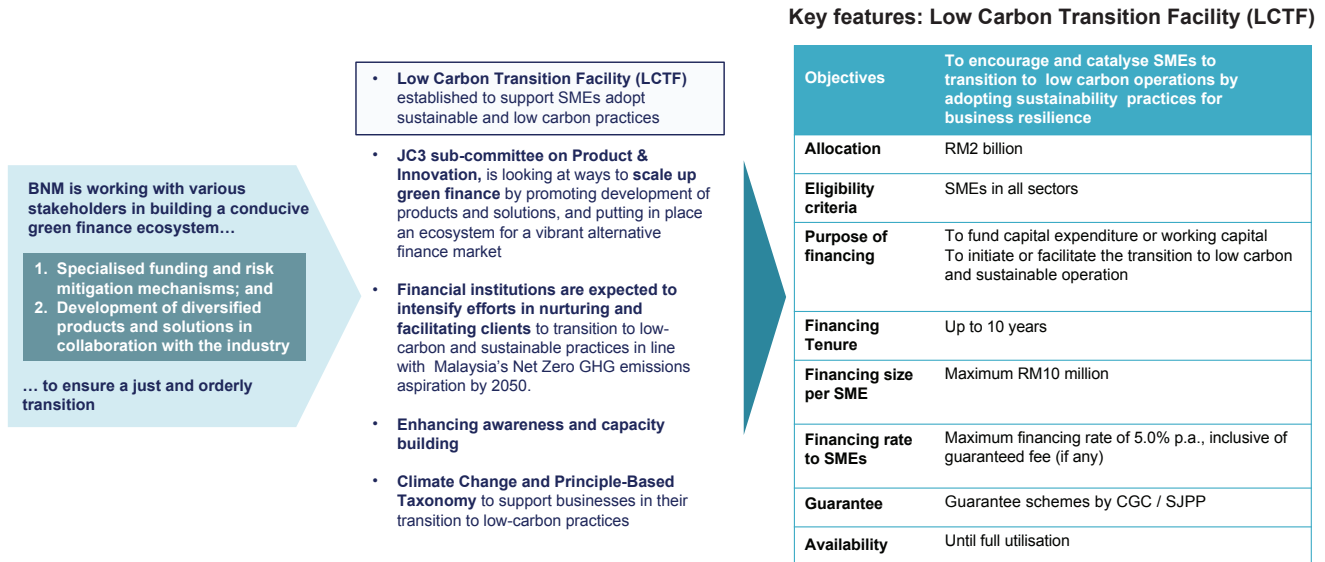 Key features: Low Carbon Transition Facility (LCTF)
BNM is working with various
stakeholders in building a conducive
green finance ecosystem…
1. Specialised funding and risk
mitigation mechanisms; and
2. Development of diversified
products and solutions in
collaboration with the industry
… to ensure a just and orderly
transition
• Low Carbon Transition Facility (LCTF)
established to support SMEs adopt
sustainable and low carbon practices
• JC3 sub-committee on Product &
Innovation, is looking at ways to scale up
green finance by promoting development of
products and solutions, and putting in place
an ecosystem for a vibrant alternative
finance market
• Financial institutions are expected to
intensify efforts in nurturing and
facilitating clients to transition to low-
carbon and sustainable practices in line
with Malaysia's Net Zero GHG emissions
aspiration by 2050.
• Enhancing awareness and capacity
building
• Climate Change and Principle-Based
Taxonomy to support businesses in their
transition to low-carbon practices
Objectives
To encourage and catalyse SMEs to
transition to low carbon operations by
adopting sustainability practices for
business resilience
Allocation
RM2 billion
Eligibility
criteria
SMEs in all sectors
Purpose of
financing
To fund capital expenditure or working capital
To initiate or facilitate the transition to low carbon
and sustainable operation
Financing
Tenure
Up to 10 years
Financing size
per SME
Maximum RM10 million
Financing rate
to SMEs
Maximum financing rate of 5.0% p.a., inclusive of
guaranteed fee (if any)
Guarantee
Guarantee schemes by CGC / SJPP
Availability
Until full utilisation